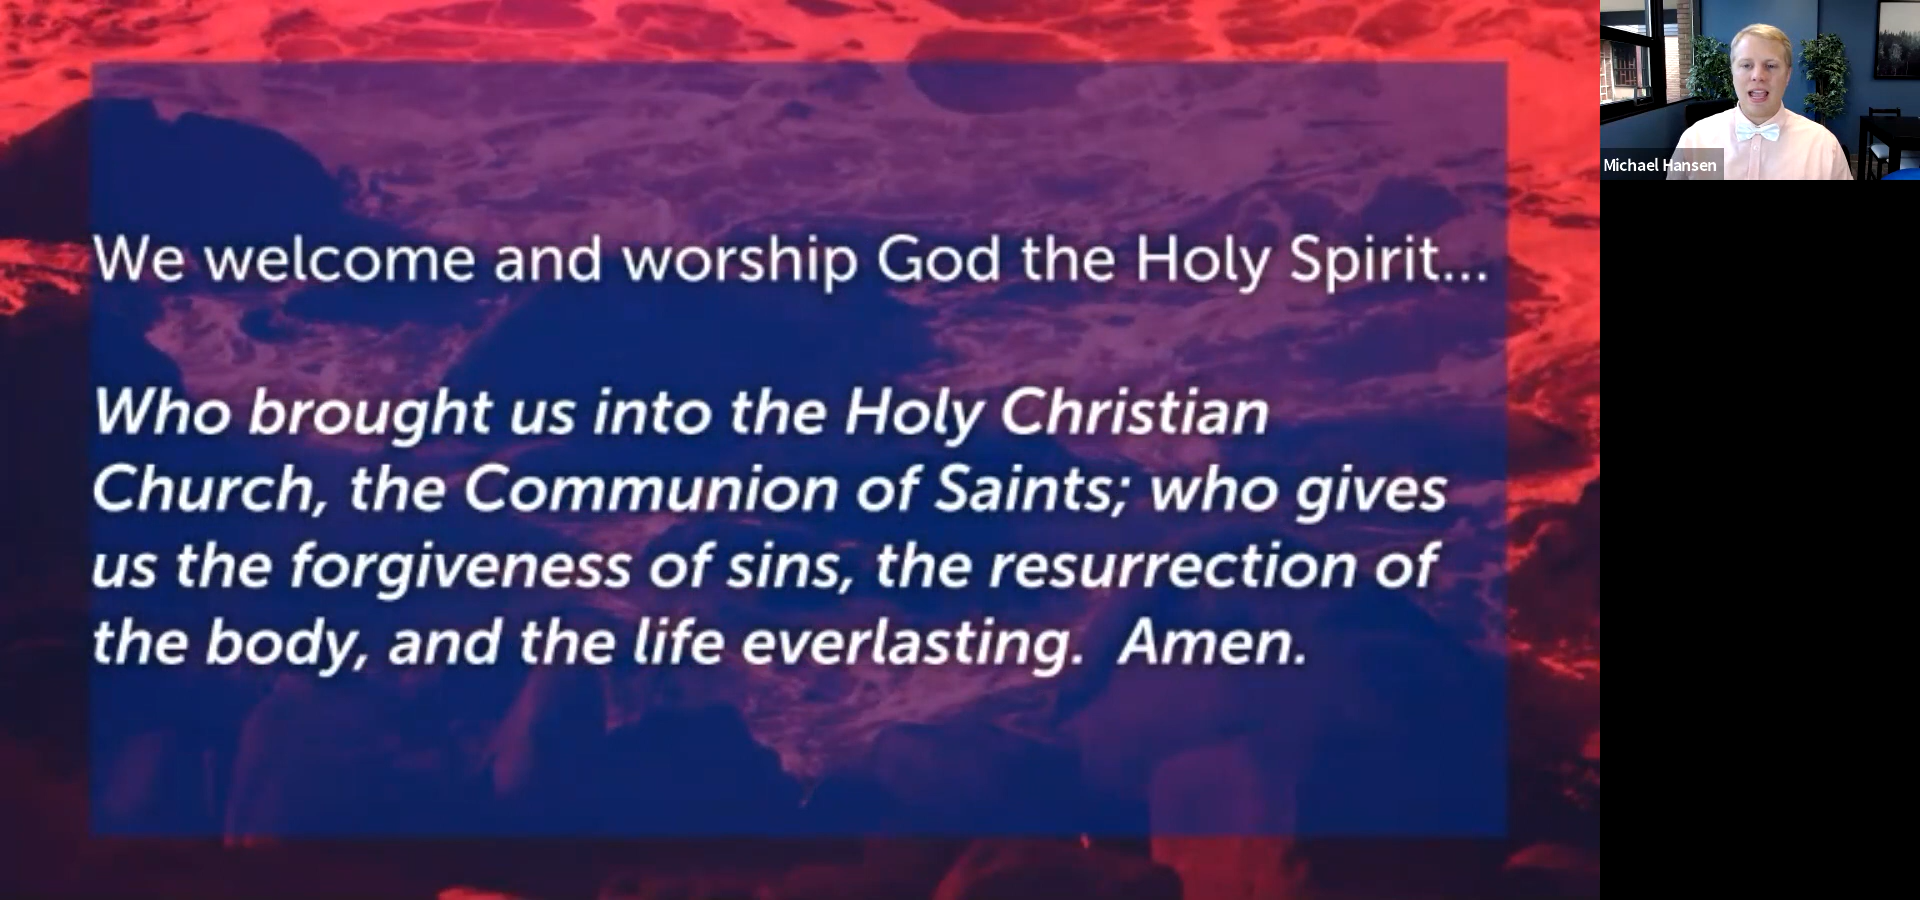 We welcome and worship God the Holy Spirit...
Who brought us into the Holy Christian
Church, the Communion of Saints; who gives
us the forgiveness of sins, the resurrection of
the body, and the life everlasting.  Amen.
Michael Hansen